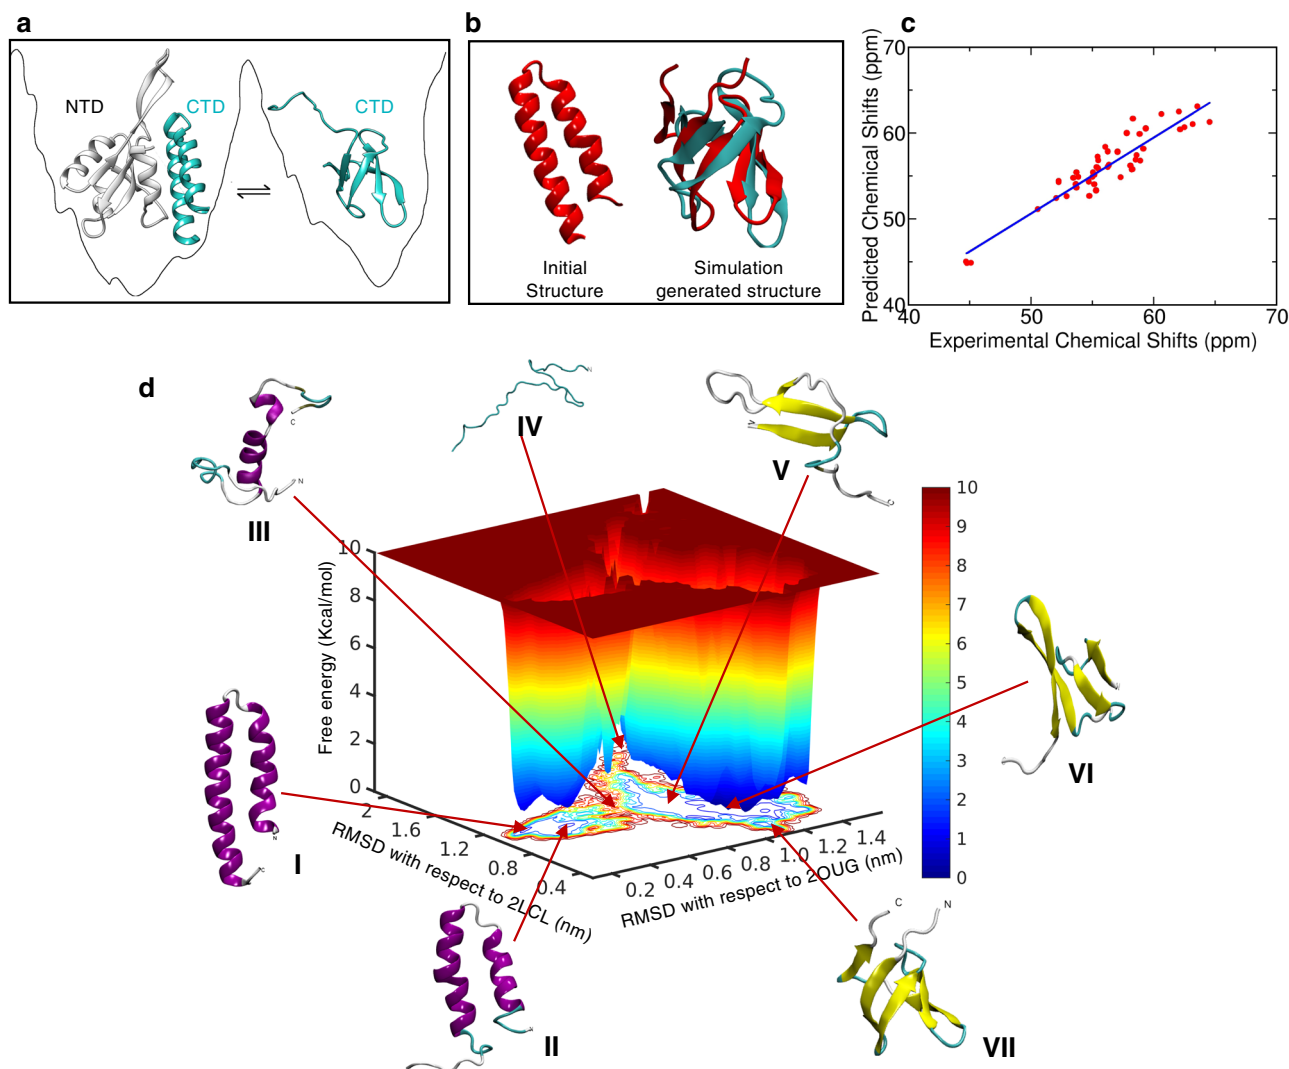 a
NTD
CTD
CTD
b
Initial
Structure
Simulation
generated structure
c
Predicted Chemical Shifts (ppm)
70
60
50
40
40
50
60
70
Experimental Chemical Shifts (ppm)
d
III
C
N
IV
N
V
N
C
10
8
6
4
2
0
Free energy (Kcal/mol)
2
1.6
1.2
0.8
0.4
RMSD with respect to 2LCL (nm)
0.2
0.4
0.6
0.8
1.0
1.2
1.4
RMSD with respect to 2OUG (nm)
10
9
8
7
6
5
4
3
2
1
0
VI
I
N
C
II
N
VII
C
N